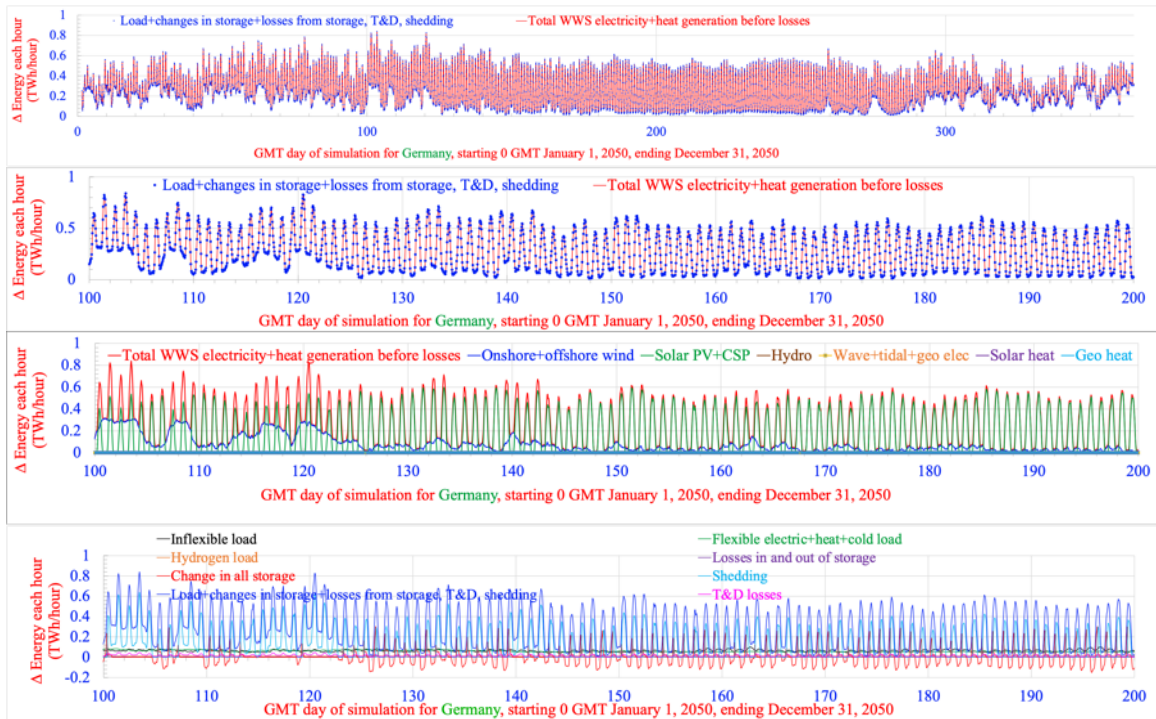 Load+changes in storage+losses from storage, T&D, shedding —Total WWS electricity+heat generation before losses
Δ Energy each hour
(TWh/hour)
1
0.8
0.6
0.4
0.2
0
0 100 200 300
GMT day of simulation for Germany, starting 0 GMT January 1, 2050, ending December 31, 2050
Load+changes in storage+losses from storage, T&D, shedding —Total WWS electricity+heat generation before losses
Δ Energy each hour
(TWh/hour)
1
0.5
0
100 110 120 130 140 150 160 170 180 190 200
GMT day of simulation for Germany, starting 0 GMT January 1, 2050, ending December 31, 2050
—Total WWS electricity+heat generation before losses —Onshore+offshore wind —Solar PV+CSP —Hydro —Wave+tidal+geo elec —Solar heat —Geo heat
Δ Energy each hour
(TWh/hour)
1
0.8
0.6
0.4
0.2
0
100 110 120 130 140 150 160 170 180 190 200
GMT day of simulation for Germany, starting 0 GMT January 1, 2050, ending December 31, 2050
—Inflexible load —Flexible electric+heat+cold load
—Hydrogen load —Losses in and out of storage
—Change in all storage —Shedding
—Load+changes in storage+losses from storage, T&D, shedding —T&D losses
Δ Energy each hour
(TWh/hour)
1
0.8
0.6
0.4
0.2
0
-0.2
100 110 120 130 140 150 160 170 180 190 200
GMT day of simulation for Germany, starting 0 GMT January 1, 2050, ending December 31, 2050